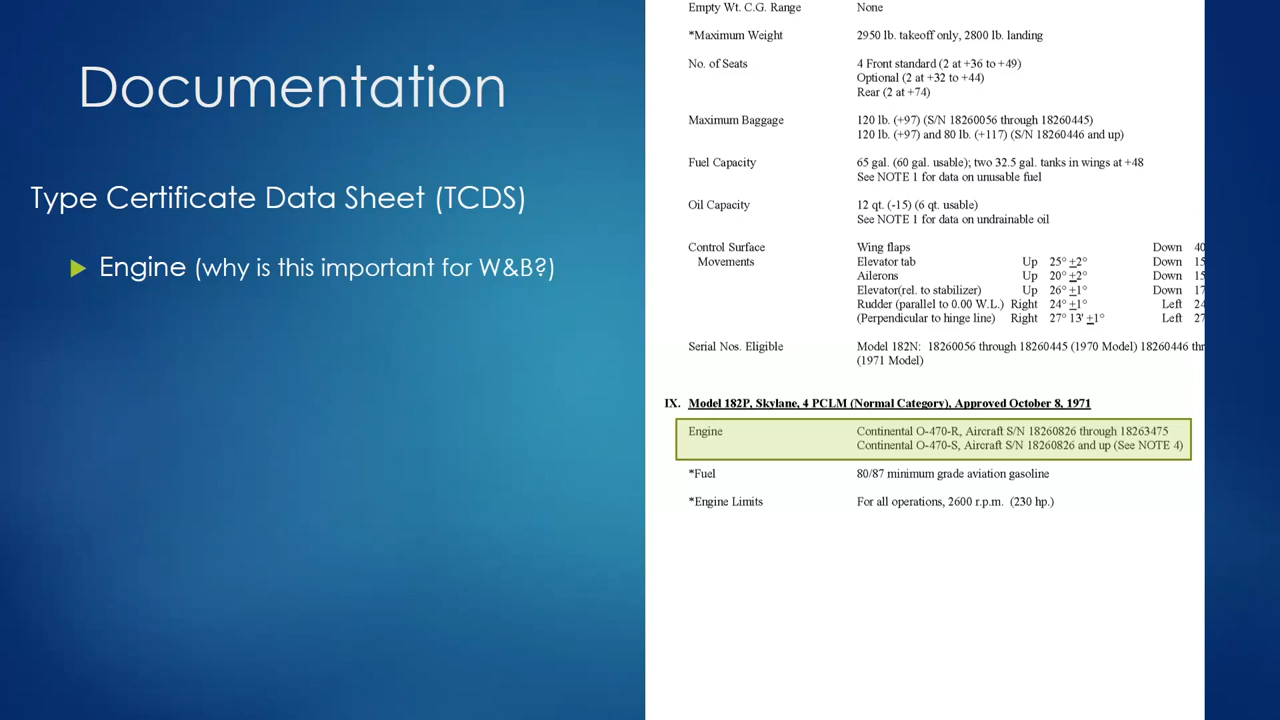 Documentation
Type Certificate Data Sheet (TCDS)
Engine (why is this important for W&B?)
Empty Wt. C.G. Range None
*Maximum Weight 2950 lb. takeoff only, 2800 lb. landing
No. of Seats 4 Front standard (2 at +36 to +49)
Optional (2 at +32 to +44)
Rear (2 at +74)
Maximum Baggage 120 lb. (+97) (S/N 18260056 through 18260445)
120 lb. (+97) and 80 lb. (+117) (S/N 18260446 and up)
Fuel Capacity 65 gal. (60 gal. usable); two 32.5 gal. tanks in wings at +48
See NOTE 1 for data on unusable fuel
Oil Capacity 12 qt. (-15) (6 qt. usable)
See NOTE 1 for data on undrainable oil
Control Surface Wing flaps Down 40
Movements Elevator tab Up 25° ±2° Down 15
Ailerons Up 20° ±2° Down 15
Elevator(rel. to stabilizer) Up 26° ±1° Down 17
Rudder (parallel to 0.00 W.L.) Right 24° ±1° Left 24
(Perpendicular to hinge line) Right 27° 13' ±1° Left 27
Serial Nos. Eligible Model 182N: 18260056 through 18260445 (1970 Model) 18260446 thr
(1971 Model)
IX. Model 182P, Skylane, 4 PCLM (Normal Category), Approved October 8, 1971
Engine Continental O-470-R, Aircraft S/N 18260826 through 18263475
Continental O-470-S, Aircraft S/N 18260826 and up (See NOTE 4)
*Fuel 80/87 minimum grade aviation gasoline
*Engine Limits For all operations, 2600 r.p.m. (230 hp.)